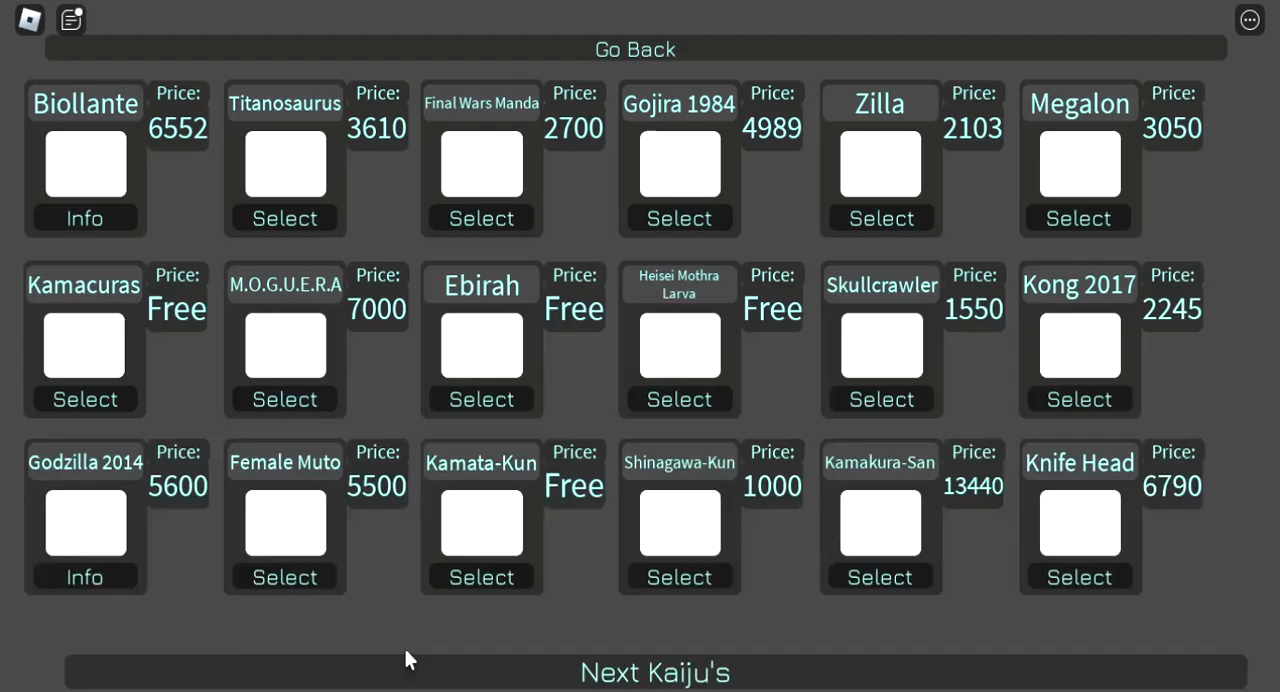 Go Back
Biollante
Price:
6552
Info
Titanosaurus
Price:
3610
Select
Final Wars Manda
Price:
2700
Select
Gojira 1984
Price:
4989
Select
Zilla
Price:
2103
Select
Megalon
Price:
3050
Select
Kamacuras
Price:
Free
Select
M.O.G.U.E.R.A
Price:
7000
Select
Ebirah
Price:
Free
Select
Heisei Mothra
Larva
Price:
Free
Select
Skullcrawler
Price:
1550
Select
Kong 2017
Price:
2245
Select
Godzilla 2014
Price:
5600
Info
Female Muto
Price:
5500
Select
Kamata-Kun
Price:
Free
Select
Shinagawa-Kun
Price:
1000
Select
Kamakura-San
Price:
13440
Select
Knife Head
Price:
6790
Select
Next Kaiju's